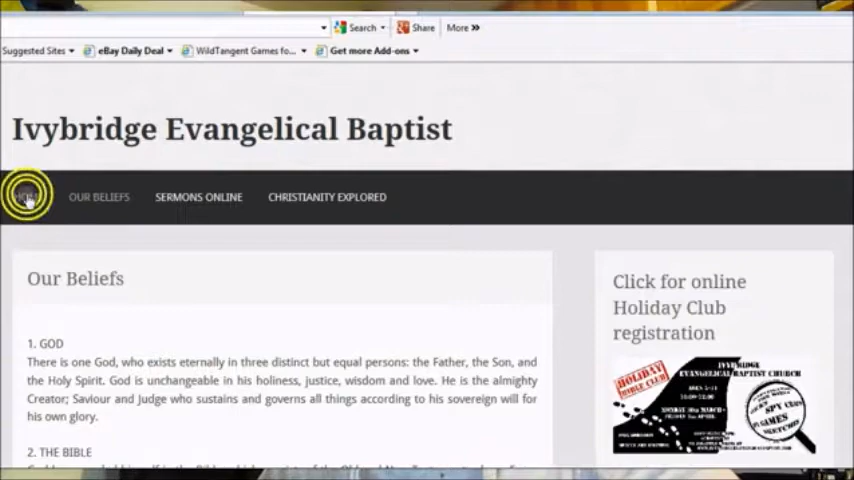 Search
Share
More »
Suggested Sites
eBay Daily Deal
WildTangent Games fo...
Get more Add-ons
Ivybridge Evangelical Baptist
OUR BELIEFS
SERMONS ONLINE
CHRISTIANITY EXPLORED
Our Beliefs
1. GOD
There is one God, who exists eternally in three distinct but equal persons: the Father, the Son, and
the Holy Spirit. God is unchangeable in his holiness, justice, wisdom and love. He is the almighty
Creator; Saviour and Judge who sustains and governs all things according to his sovereign will for
his own glory.
2. THE BIBLE
Click for online
Holiday Club
registration
HOLIDAY
BIBLE CLUB
IVYBRIDGE
EVANGELICAL BAPTIST CHURCH
SPY CLUB
GAMES